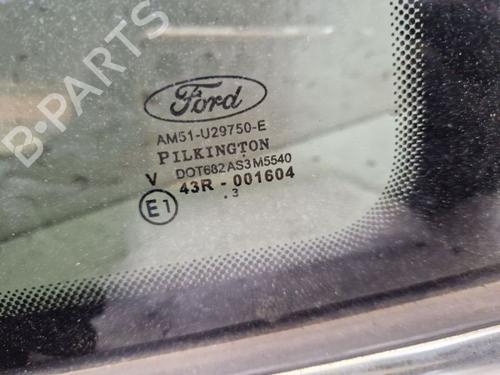 B-Parts
Ford
AM51-U29750-E
PILKINGTON
V DOT682AS3M5540
43R - 001604
E1
.3